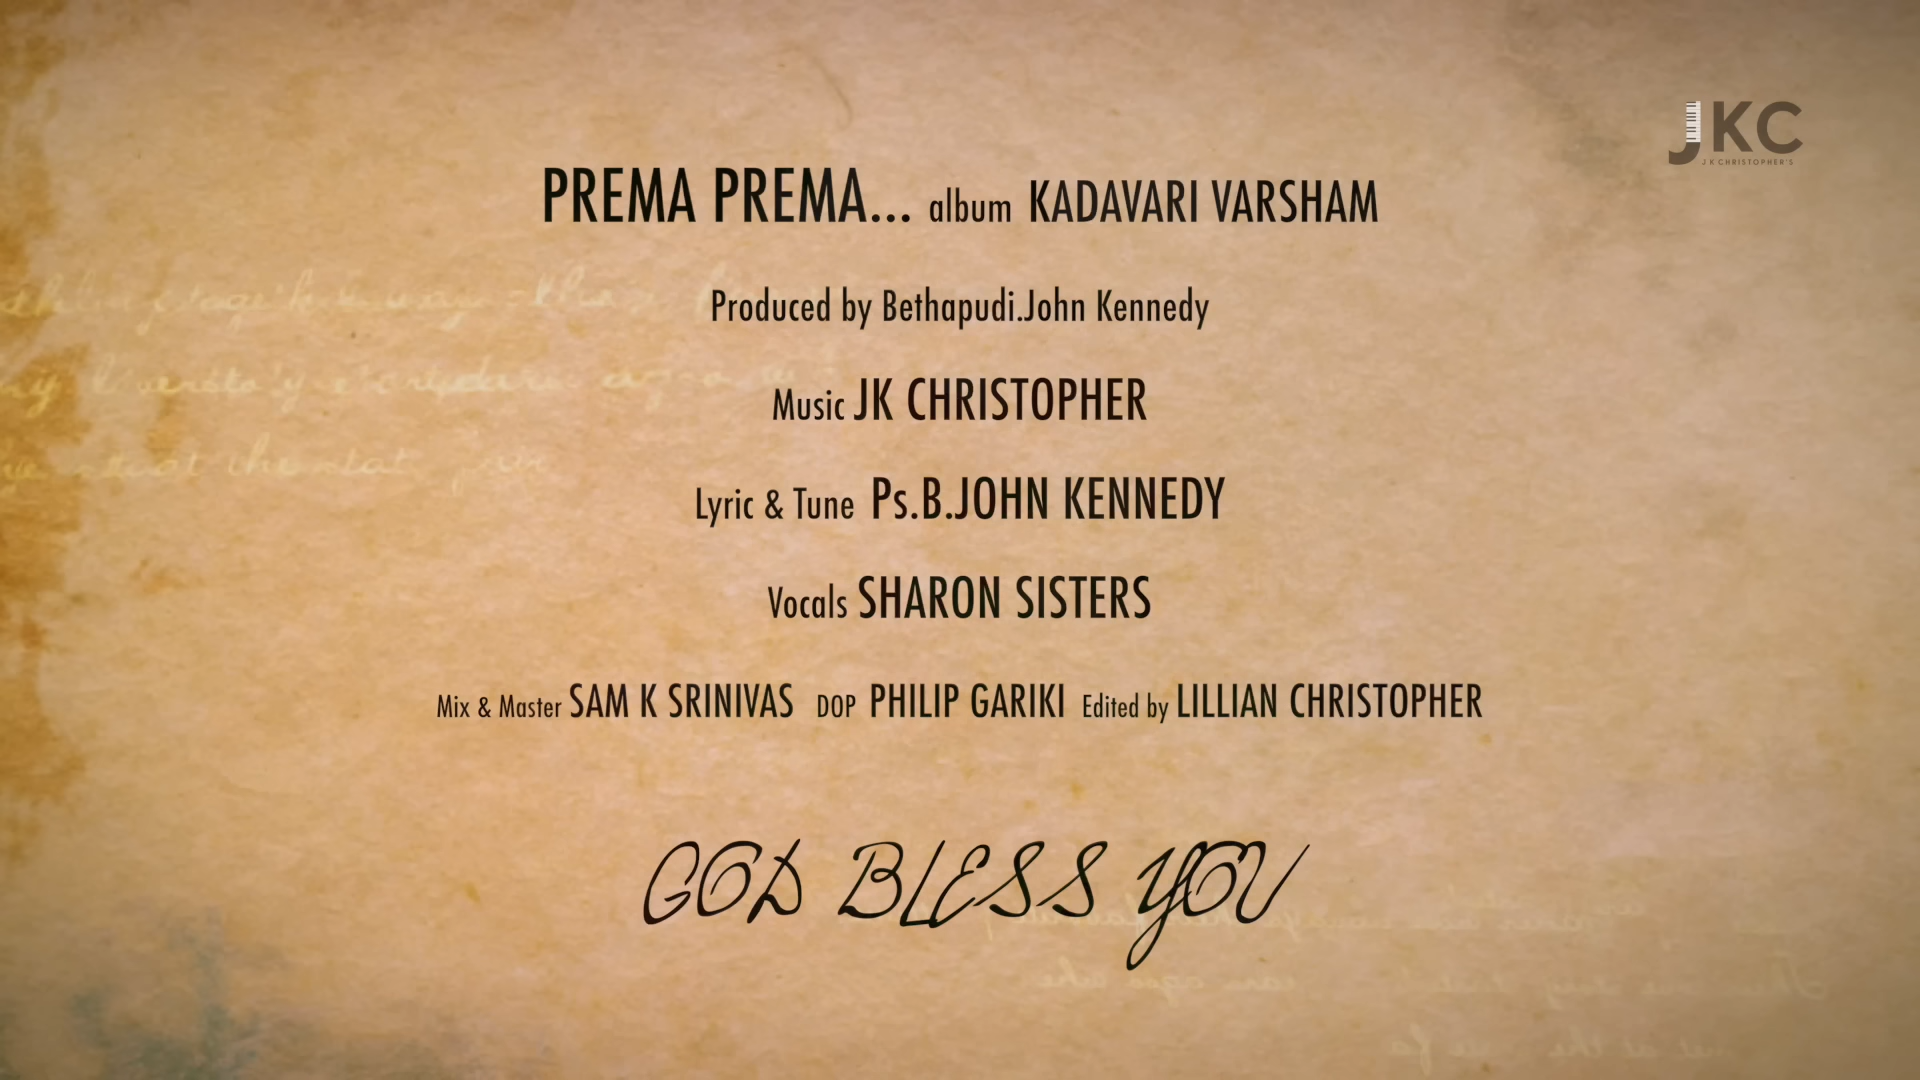 JKC
J K CHRISTOPHER'S
PREMA PREMA... album KADAVARI VARSHAM
Produced by Bethapudi.John Kennedy
Music JK CHRISTOPHER
Lyric & Tune Ps.B.JOHN KENNEDY
Vocals SHARON SISTERS
Mix & Master SAM K SRINIVAS DOP PHILIP GARIKI Edited by LILLIAN CHRISTOPHER
GOD BLESS YOU